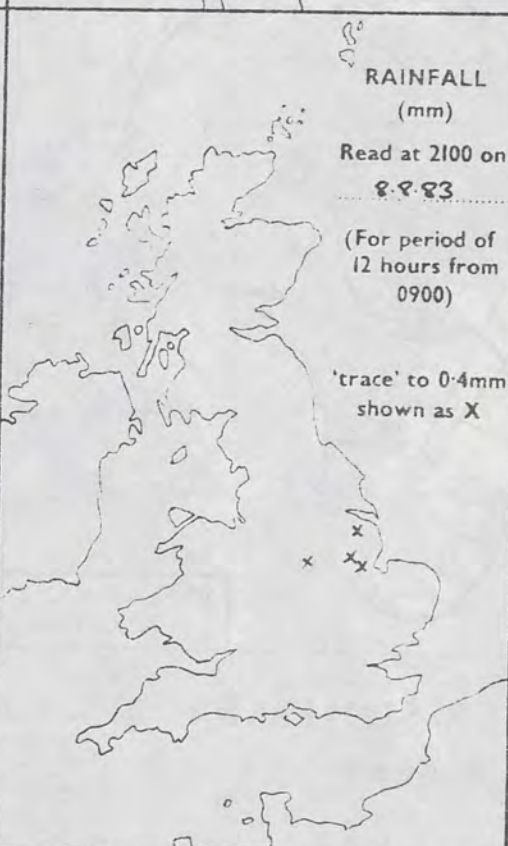 RAINFALL
(mm)
Read at 2100 on
8.8.83
(For period of
12 hours from
0900)
'trace' to 0·4mm
shown as X
x
x
x
x